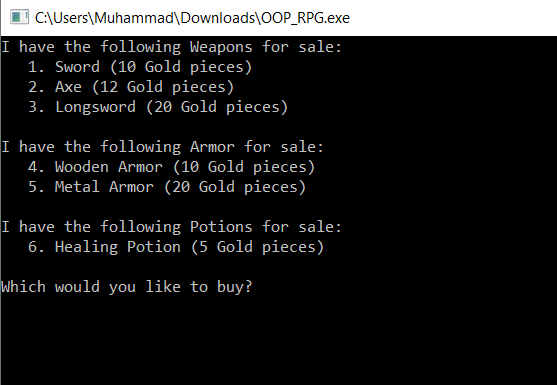 C:\Users\Muhammad\Downloads\OOP_RPG.exe
I have the following Weapons for sale:
1. Sword (10 Gold pieces)
2. Axe (12 Gold pieces)
3. Longsword (20 Gold pieces)
I have the following Armor for sale:
4. Wooden Armor (10 Gold pieces)
5. Metal Armor (20 Gold pieces)
I have the following Potions for sale:
6. Healing Potion (5 Gold pieces)
Which would you like to buy?